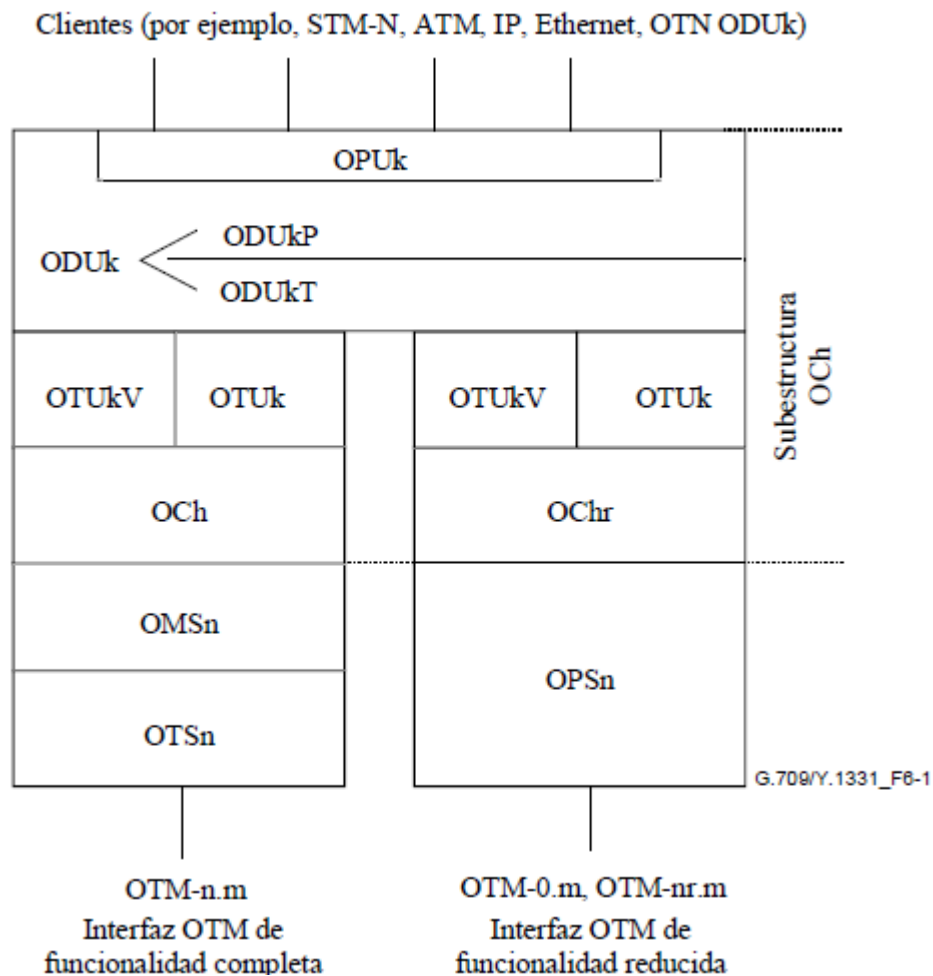 Clientes (por ejemplo, STM-N, ATM, IP, Ethernet, OTN ODUk)
OPUk
ODUk
ODUkP
ODUkT
OTUkV
OTUk
OTUkV
OTUk
Subestructura
OCh
OCh
OChr
OMSn
OPSn
OTSn
G.709/Y.1331_F6-1
OTM-n.m
Interfaz OTM de
funcionalidad completa
OTM-0.m, OTM-nr.m
Interfaz OTM de
funcionalidad reducida